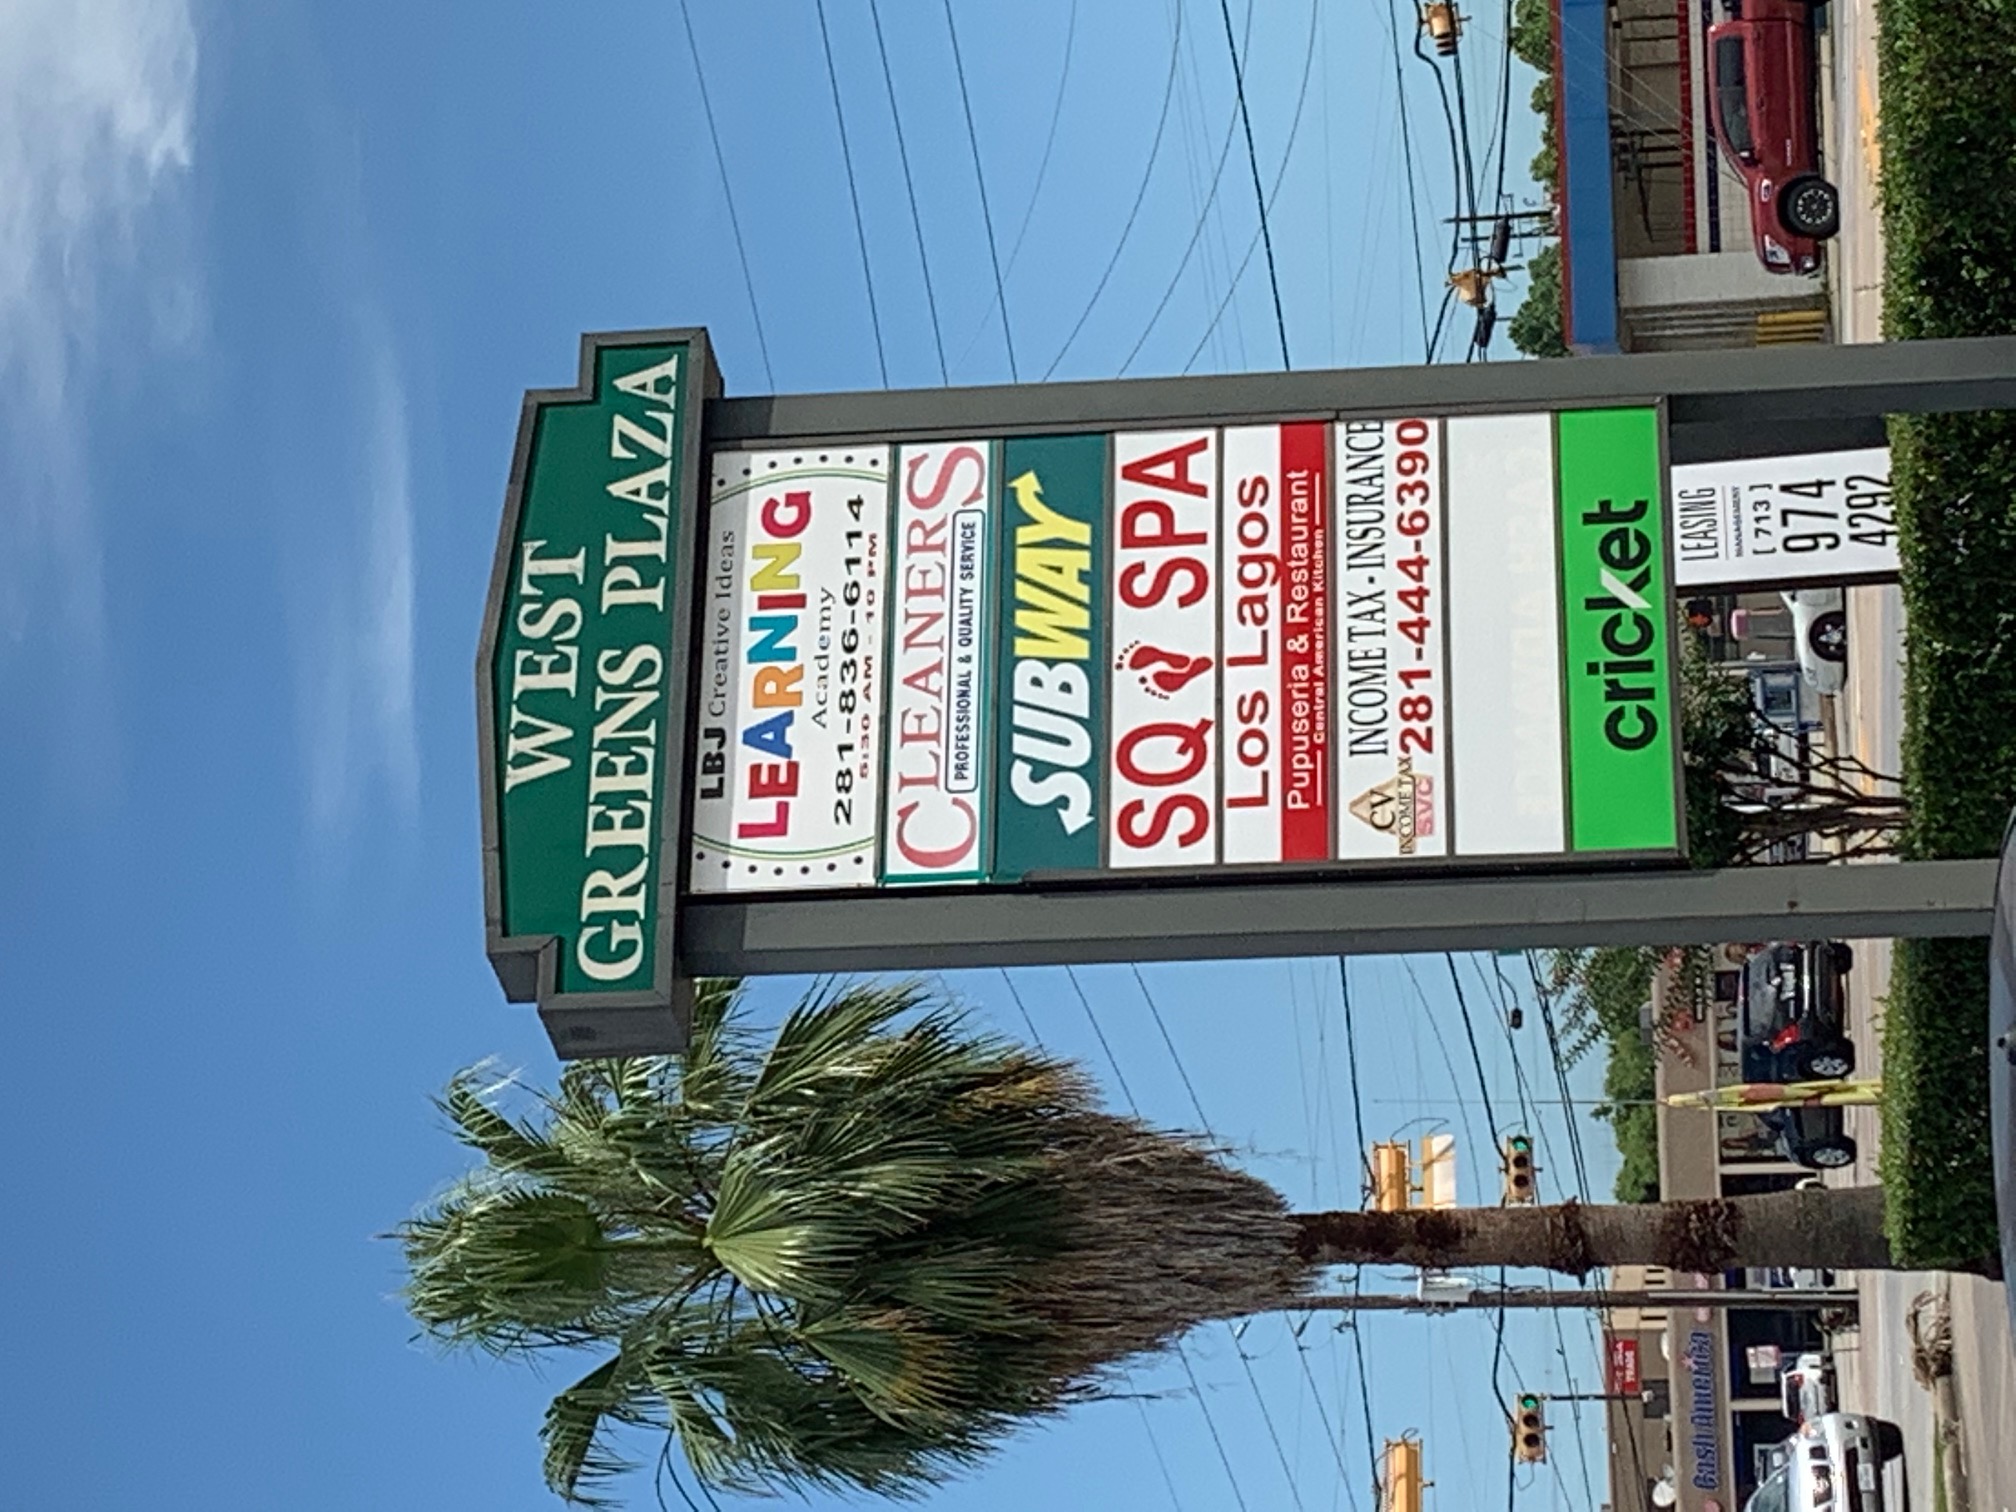 WEST
GREENS PLAZA
LBJ Creative Ideas
LEARNING
Academy
281-836-6114
5:30 AM - 10 PM
CLEANERS
PROFESSIONAL & QUALITY SERVICE
SUBWAY
SQ SPA
Los Lagos
Pupuseria & Restaurant
Central American Kitchen
CV
INCOME TAX
SVC
INCOME TAX - INSURANCE
281-444-6390
cricket
LEASING
MANAGEMENT
[ 713 ]
974
4292
Cash America